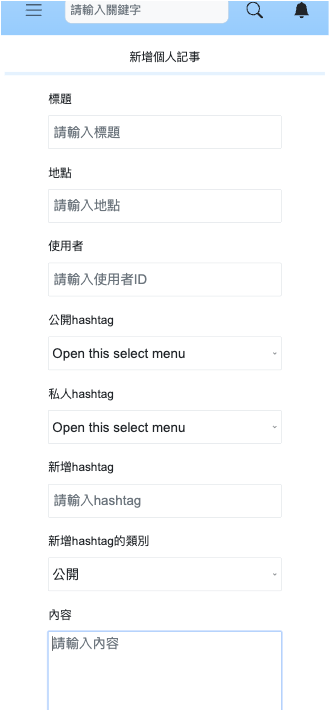 請輸入關鍵字
新增個人記事
標題
請輸入標題
地點
請輸入地點
使用者
請輸入使用者ID
公開hashtag
Open this select menu
私人hashtag
Open this select menu
新增hashtag
請輸入hashtag
新增hashtag的類別
公開
內容
請輸入內容